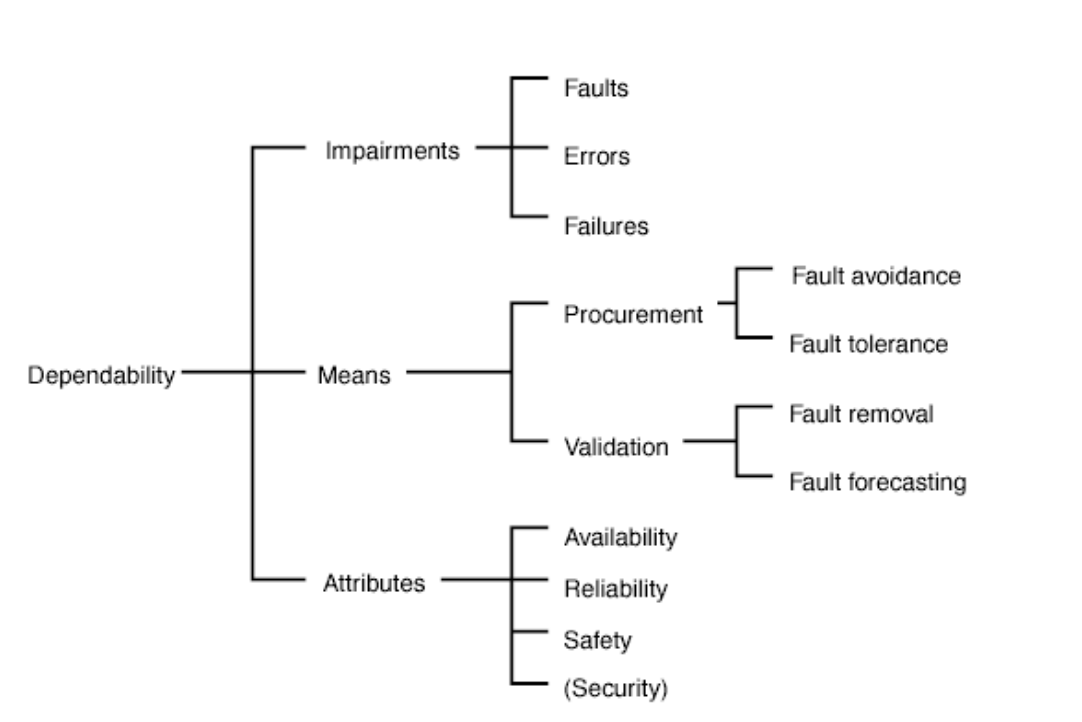 Dependability
Impairments
Faults
Errors
Failures
Means
Procurement
Fault avoidance
Fault tolerance
Validation
Fault removal
Fault forecasting
Attributes
Availability
Reliability
Safety
(Security)